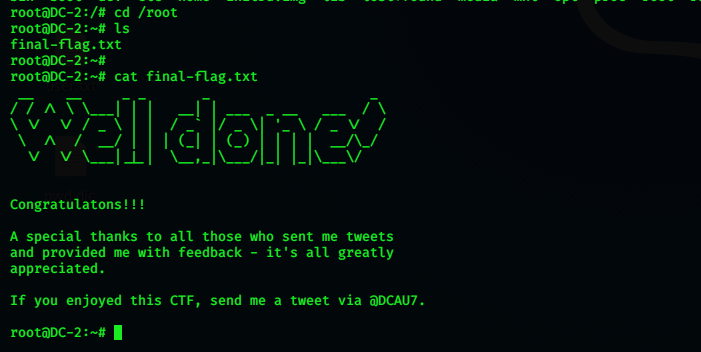 root@DC-2:/# cd /root
root@DC-2:~# ls
final-flag.txt
root@DC-2:~#
root@DC-2:~# cat final-flag.txt
Well done!
Congratulatons!!!
A special thanks to all those who sent me tweets
and provided me with feedback - it's all greatly
appreciated.
If you enjoyed this CTF, send me a tweet via @DCAU7.
root@DC-2:~#